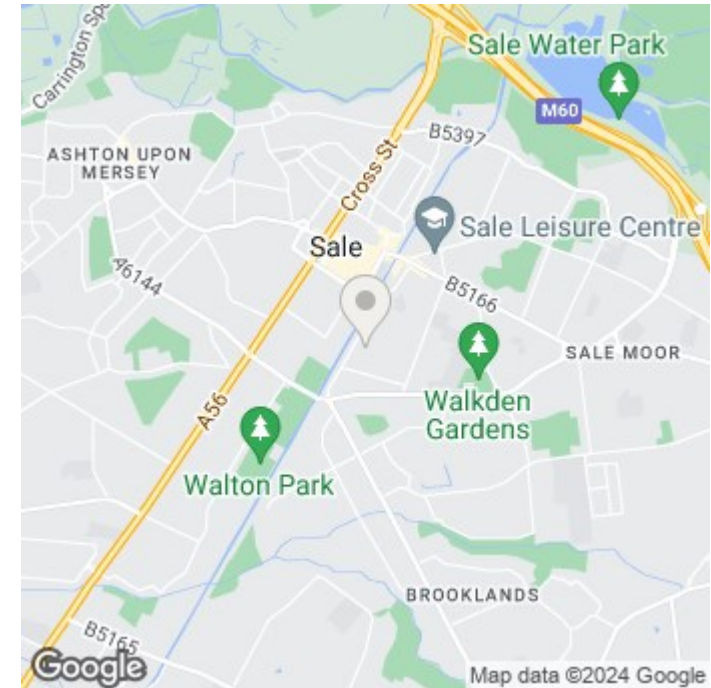 Carrington Spu
Sale Water Park
M60
B5397
ASHTON UPON
MERSEY
Cross St
Sale Leisure Centre
Sale
A6144
B5166
SALE MOOR
A56
Walkden
Gardens
Walton Park
BROOKLANDS
B5165
Google
Map data ©2024 Google